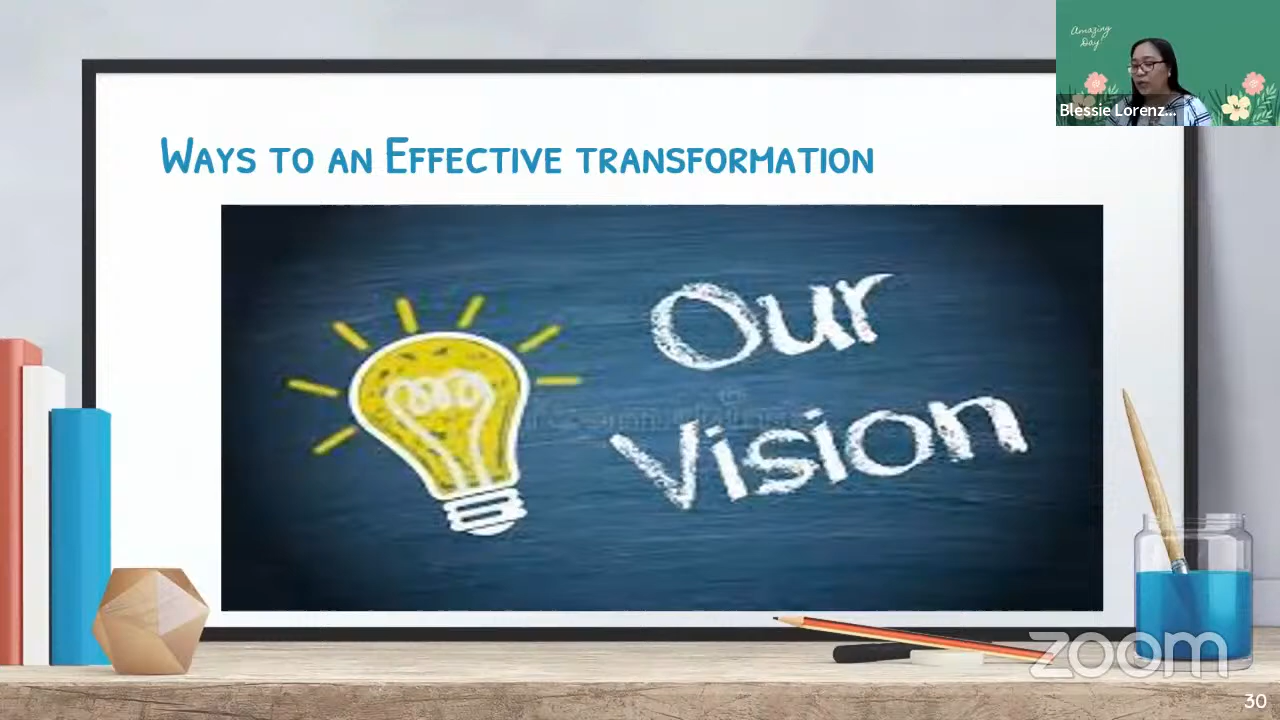 Amazing
Day
Blessie Lorenz...
WAYS TO AN EFFECTIVE TRANSFORMATION
Our
Vision
zoom
30